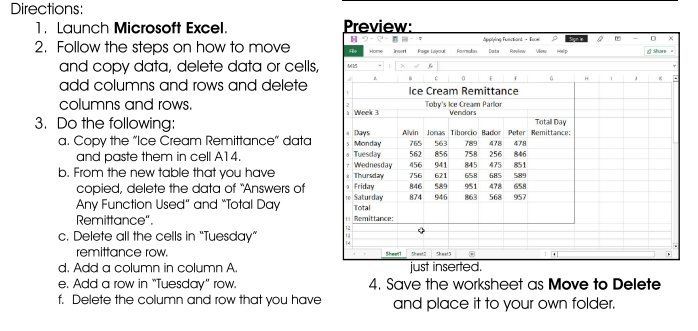 Directions:
1. Launch Microsoft Excel.
2. Follow the steps on how to move
and copy data, delete data or cells,
add columns and rows and delete
columns and rows.
3. Do the following:
a. Copy the "Ice Cream Remittance" data
and paste them in cell A14.
b. From the new table that you have
copied, delete the data of "Answers of
Any Function Used" and "Total Day
Remittance".
c. Delete all the cells in "Tuesday"
remittance row.
d. Add a column in column A.
e. Add a row in "Tuesday" row.
f. Delete the column and row that you have
Preview:
Applying Function1 - Excel Sign in
File Home Insert Page Layout Formulas Data Review View Help Share
M35 fx
A B C D E F G H I J K
1 Ice Cream Remittance
2 Toby's Ice Cream Parlor
3 Week 3 Vendors
Total Day
4 Days Alvin Jonas Tiborcio Bador Peter Remittance:
5 Monday 765 563 789 478 478
6 Tuesday 562 856 758 256 846
7 Wednesday 456 941 845 475 851
8 Thursday 756 621 658 685 589
9 Friday 846 589 951 478 658
10 Saturday 874 946 863 568 957
Total
11 Remittance:
12
13
14
Sheet1 Sheet2 Sheet3
just inserted.
4. Save the worksheet as Move to Delete
and place it to your own folder.